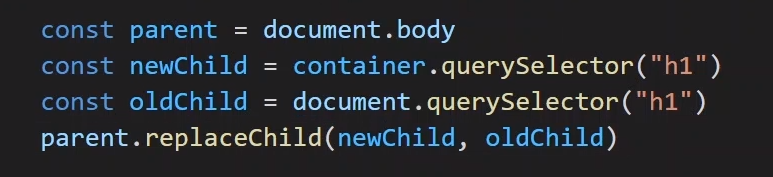 const parent = document.body
const newChild = container.querySelector("h1")
const oldChild = document.querySelector("h1")
parent.replaceChild(newChild, oldChild)